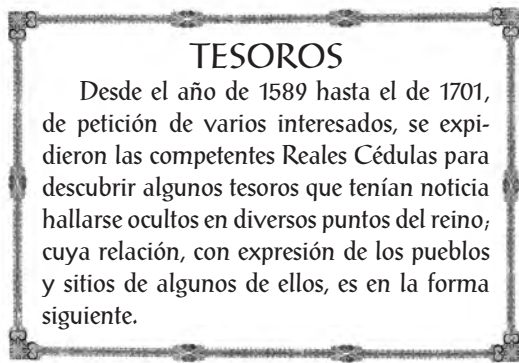 TESOROS
Desde el año de 1589 hasta el de 1701,
de petición de varios interesados, se expi-
dieron las competentes Reales Cédulas para
descubrir algunos tesoros que tenían noticia
hallarse ocultos en diversos puntos del reino;
cuya relación, con expresión de los pueblos
y sitios de algunos de ellos, es en la forma
siguiente.